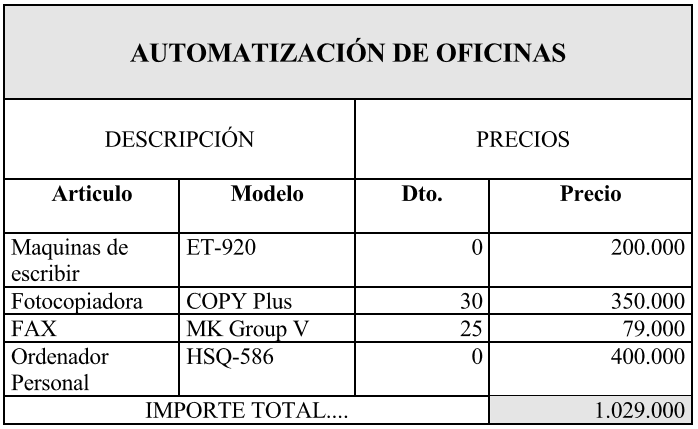 AUTOMATIZACIÓN DE OFICINAS
DESCRIPCIÓN PRECIOS
Articulo Modelo Dto. Precio
Maquinas de ET-920 0 200.000
escribir
Fotocopiadora COPY Plus 30 350.000
FAX MK Group V 25 79.000
Ordenador HSQ-586 0 400.000
Personal
IMPORTE TOTAL.... 1.029.000